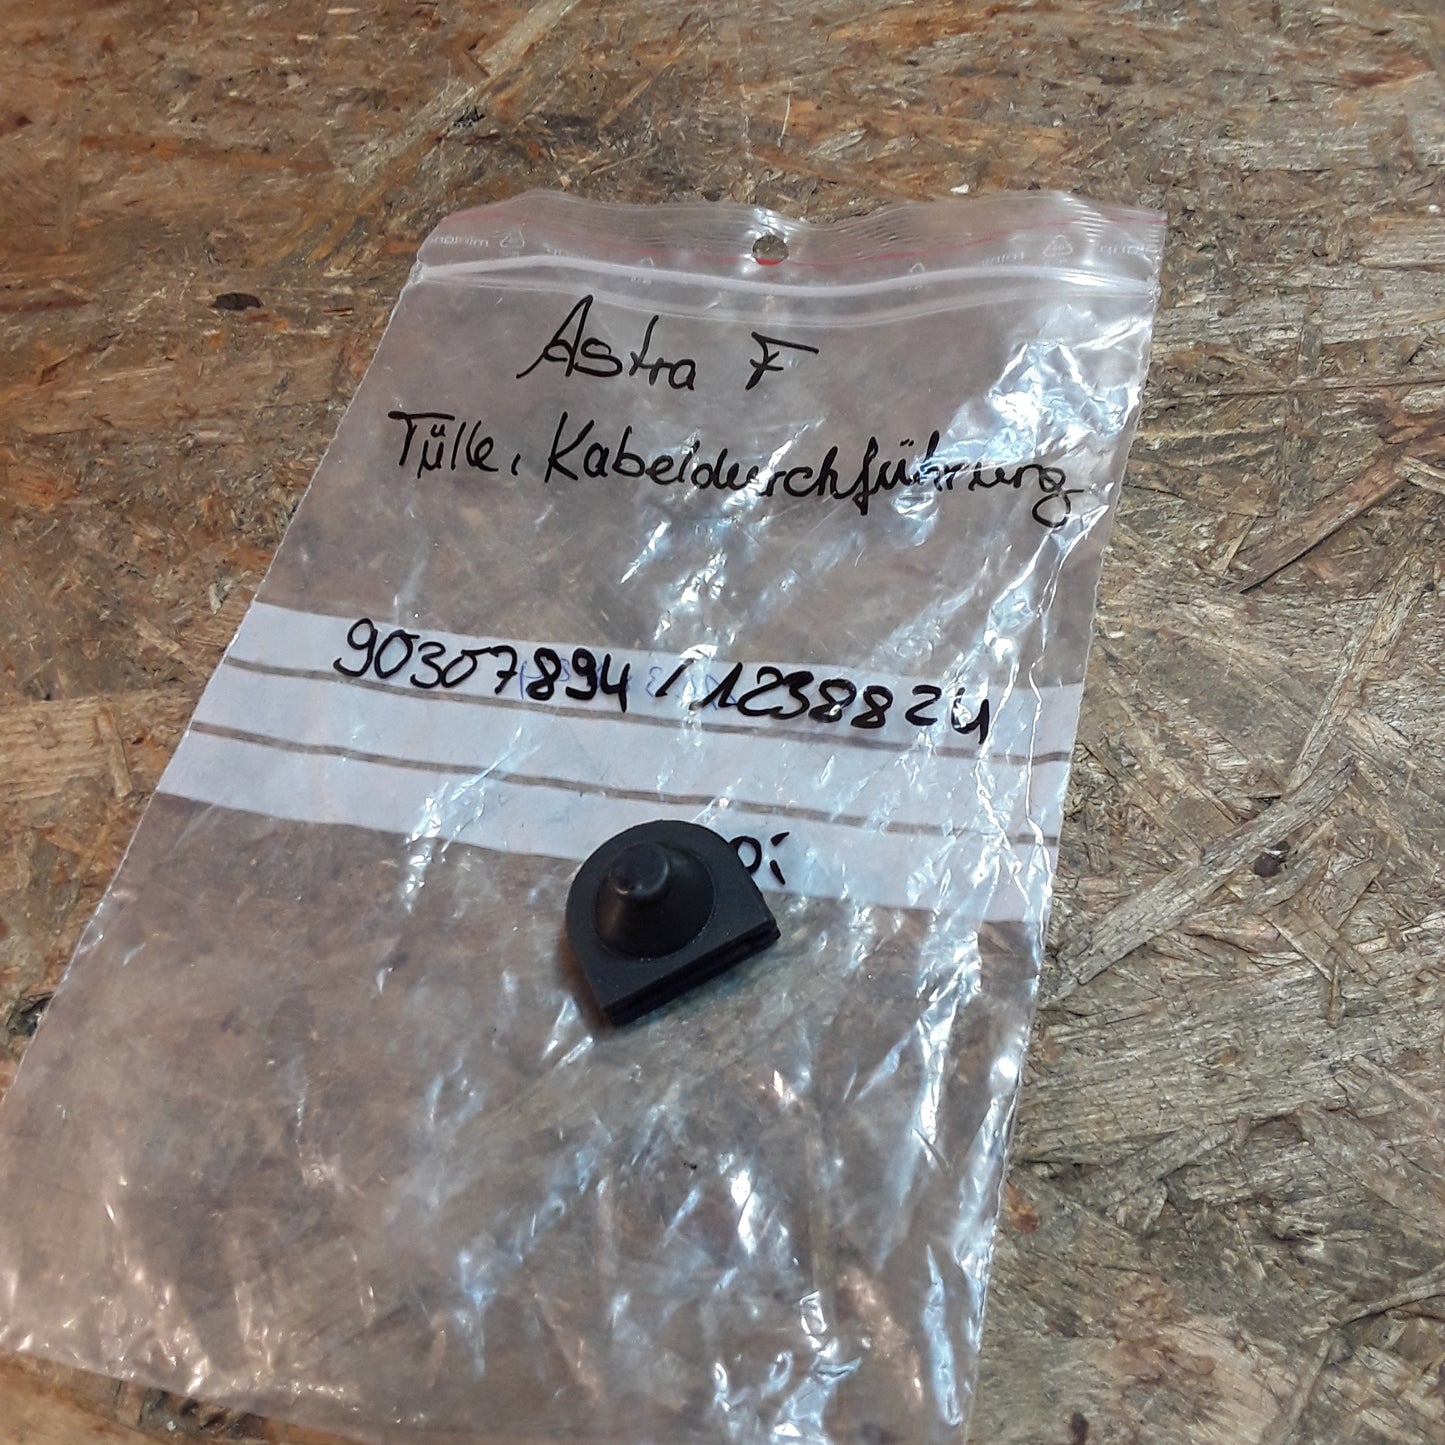 Astra F
Tülle, Kabeldurchführung
90307894 / 1238824